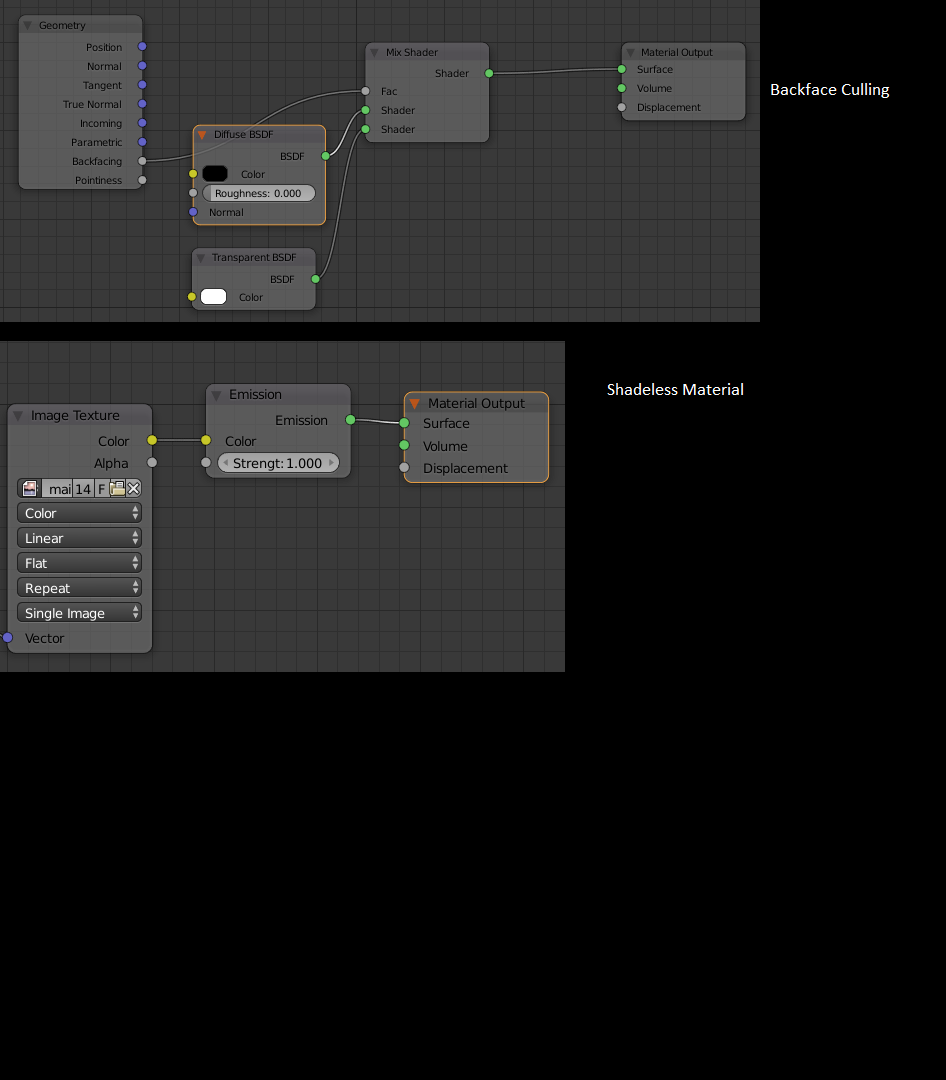 Geometry
Position
Normal
Tangent
True Normal
Incoming
Parametric
Backfacing
Pointiness
Diffuse BSDF
BSDF
Color
Roughness: 0.000
Normal
Transparent BSDF
BSDF
Color
Mix Shader
Shader
Fac
Shader
Shader
Material Output
Surface
Volume
Displacement
Backface Culling
Image Texture
Color
Alpha
mai 14 F
Color
Linear
Flat
Repeat
Single Image
Vector
Emission
Emission
Color
Strengt: 1.000
Material Output
Surface
Volume
Displacement
Shadeless Material